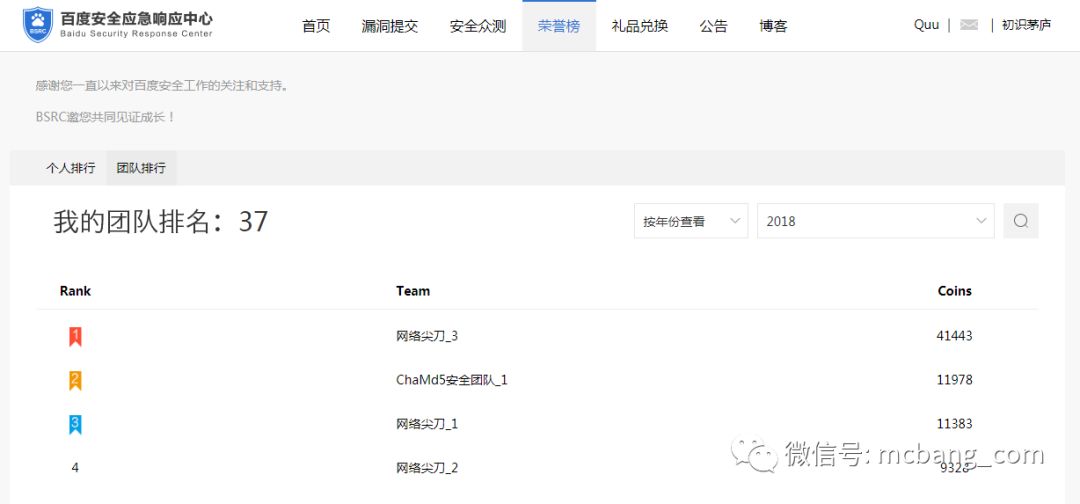 百度安全应急响应中心
Baidu Security Response Center
BSRC
首页 漏洞提交 安全众测 荣誉榜 礼品兑换 公告 博客
Quu | | 初识茅庐
感谢您一直以来对百度安全工作的关注和支持。
BSRC邀您共同见证成长！
个人排行 团队排行
我的团队排名：37
按年份查看 2018
Rank Team Coins
1 网络尖刀_3 41443
2 ChaMd5安全团队_1 11978
3 网络尖刀_1 11383
4 网络尖刀_2 9328
微信号: mcbang_com